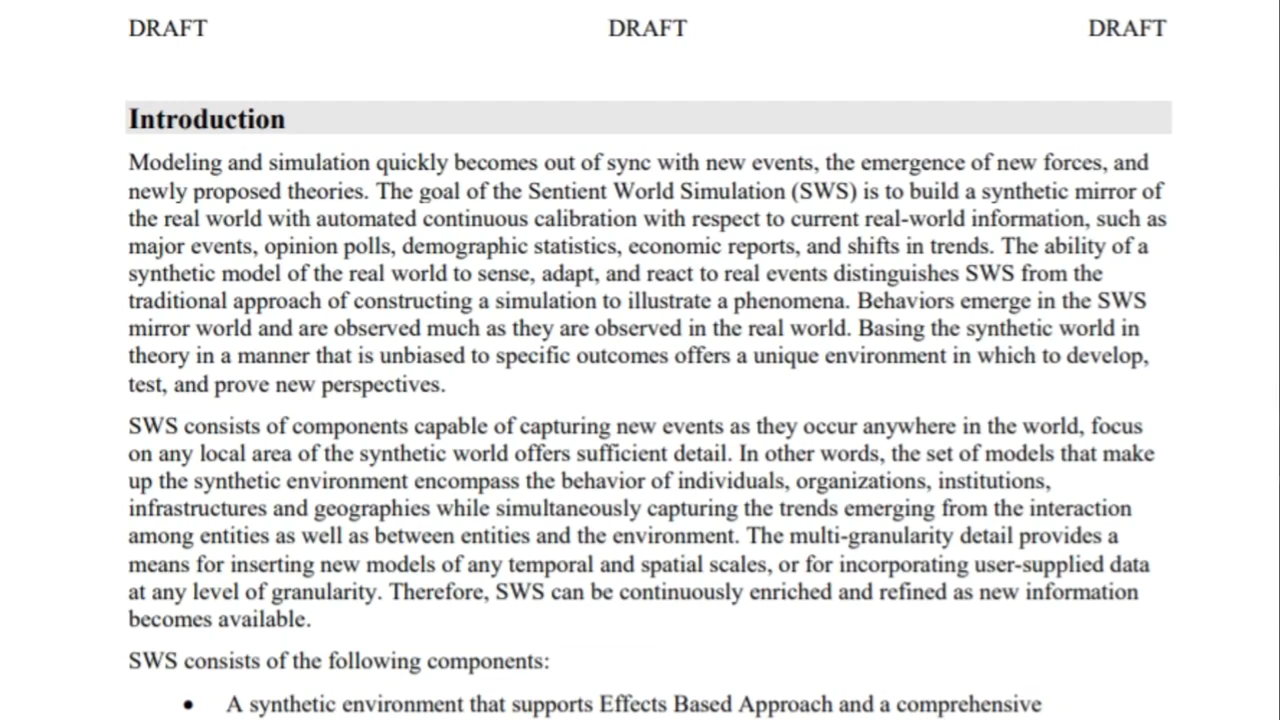 DRAFT DRAFT DRAFT
Introduction
Modeling and simulation quickly becomes out of sync with new events, the emergence of new forces, and
newly proposed theories. The goal of the Sentient World Simulation (SWS) is to build a synthetic mirror of
the real world with automated continuous calibration with respect to current real-world information, such as
major events, opinion polls, demographic statistics, economic reports, and shifts in trends. The ability of a
synthetic model of the real world to sense, adapt, and react to real events distinguishes SWS from the
traditional approach of constructing a simulation to illustrate a phenomena. Behaviors emerge in the SWS
mirror world and are observed much as they are observed in the real world. Basing the synthetic world in
theory in a manner that is unbiased to specific outcomes offers a unique environment in which to develop,
test, and prove new perspectives.
SWS consists of components capable of capturing new events as they occur anywhere in the world, focus
on any local area of the synthetic world offers sufficient detail. In other words, the set of models that make
up the synthetic environment encompass the behavior of individuals, organizations, institutions,
infrastructures and geographies while simultaneously capturing the trends emerging from the interaction
among entities as well as between entities and the environment. The multi-granularity detail provides a
means for inserting new models of any temporal and spatial scales, or for incorporating user-supplied data
at any level of granularity. Therefore, SWS can be continuously enriched and refined as new information
becomes available.
SWS consists of the following components:
• A synthetic environment that supports Effects Based Approach and a comprehensive